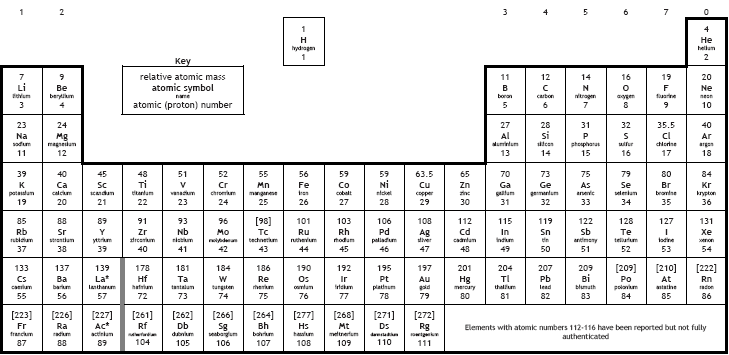 1 2 3 4 5 6 7 0
1 4
H He
hydrogen helium
1 2
Key
7 9 relative atomic mass 11 12 14 16 19 20
Li Be atomic symbol B C N O F Ne
lithium beryllium name boron carbon nitrogen oxygen fluorine neon
3 4 atomic (proton) number 5 6 7 8 9 10
23 24 27 28 31 32 35.5 40
Na Mg Al Si P S Cl Ar
sodium magnesium aluminium silicon phosphorus sulfur chlorine argon
11 12 13 14 15 16 17 18
39 40 45 48 51 52 55 56 59 59 63.5 65 70 73 75 79 80 84
K Ca Sc Ti V Cr Mn Fe Co Ni Cu Zn Ga Ge As Se Br Kr
potassium calcium scandium titanium vanadium chromium manganese iron cobalt nickel copper zinc gallium germanium arsenic selenium bromine krypton
19 20 21 22 23 24 25 26 27 28 29 30 31 32 33 34 35 36
85 88 89 91 93 96 [98] 101 103 106 108 112 115 119 122 128 127 131
Rb Sr Y Zr Nb Mo Tc Ru Rh Pd Ag Cd In Sn Sb Te I Xe
rubidium strontium yttrium zirconium niobium molybdenum technetium ruthenium rhodium palladium silver cadmium indium tin antimony tellurium iodine xenon
37 38 39 40 41 42 43 44 45 46 47 48 49 50 51 52 53 54
133 137 139 178 181 184 186 190 192 195 197 201 204 207 209 [209] [210] [222]
Cs Ba La* Hf Ta W Re Os Ir Pt Au Hg Tl Pb Bi Po At Rn
caesium barium lanthanum hafnium tantalum tungsten rhenium osmium iridium platinum gold mercury thallium lead bismuth polonium astatine radon
55 56 57 72 73 74 75 76 77 78 79 80 81 82 83 84 85 86
[223] [226] [227] [261] [262] [266] [264] [277] [268] [271] [272]
Fr Ra Ac* Rf Db Sg Bh Hs Mt Ds Rg
francium radium actinium rutherfordium dubnium seaborgium bohrium hassium meitnerium darmstadtium roentgenium
87 88 89 104 105 106 107 108 109 110 111
Elements with atomic numbers 112-116 have been reported but not fully
authenticated